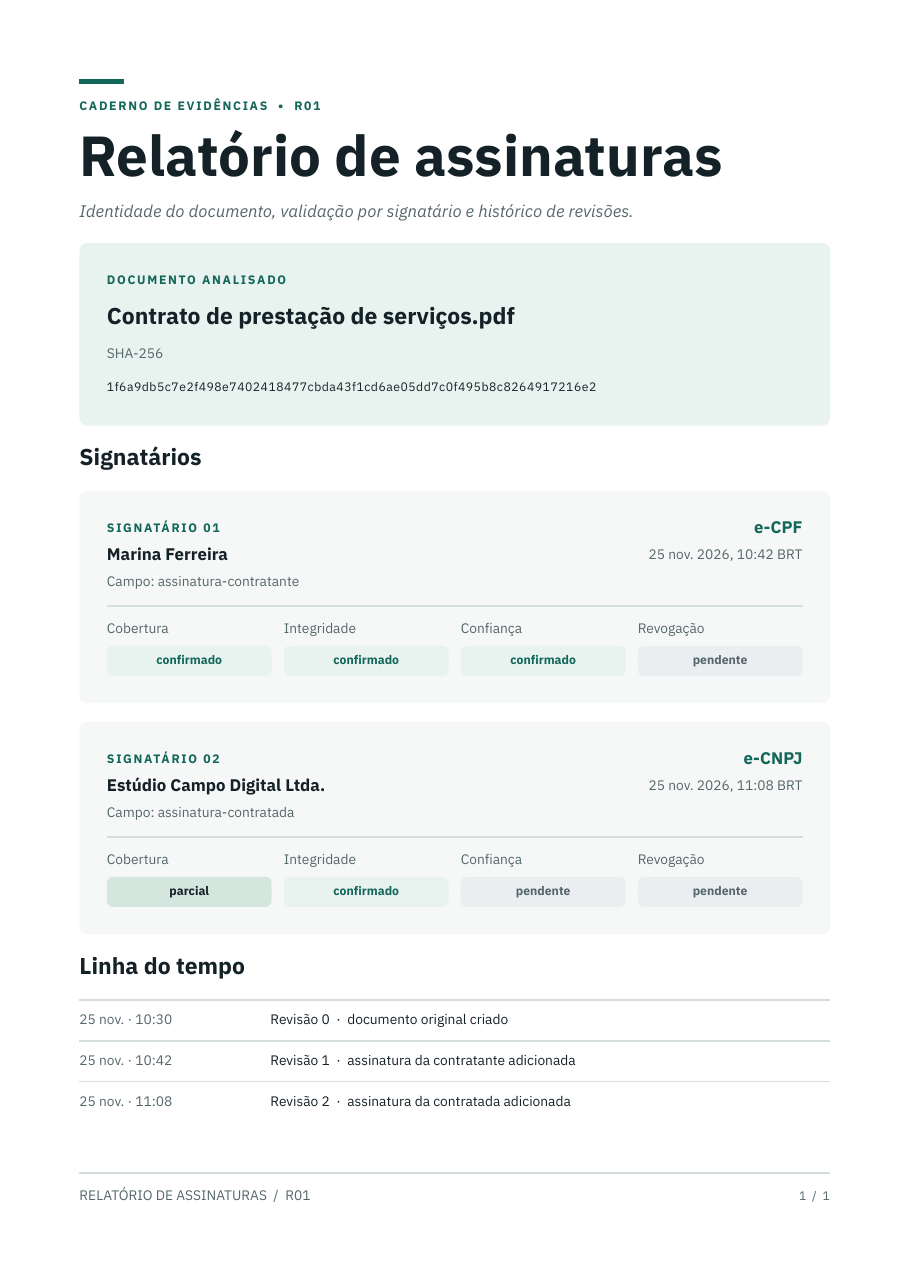 CADERNO DE EVIDÊNCIAS • R01
Relatório de assinaturas
Identidade do documento, validação por signatário e histórico de revisões.
DOCUMENTO ANALISADO
Contrato de prestação de serviços.pdf
SHA-256
1f6a9db5c7e2f498e7402418477cbda43f1cd6ae05dd7c0f495b8c8264917216e2
Signatários
SIGNATÁRIO 01 e-CPF
Marina Ferreira 25 nov. 2026, 10:42 BRT
Campo: assinatura-contratante
Cobertura Integridade Confiança Revogação
confirmado confirmado confirmado pendente
SIGNATÁRIO 02 e-CNPJ
Estúdio Campo Digital Ltda. 25 nov. 2026, 11:08 BRT
Campo: assinatura-contratada
Cobertura Integridade Confiança Revogação
parcial confirmado pendente pendente
Linha do tempo
25 nov. · 10:30 Revisão 0 · documento original criado
25 nov. · 10:42 Revisão 1 · assinatura da contratante adicionada
25 nov. · 11:08 Revisão 2 · assinatura da contratada adicionada
RELATÓRIO DE ASSINATURAS / R01 1 / 1